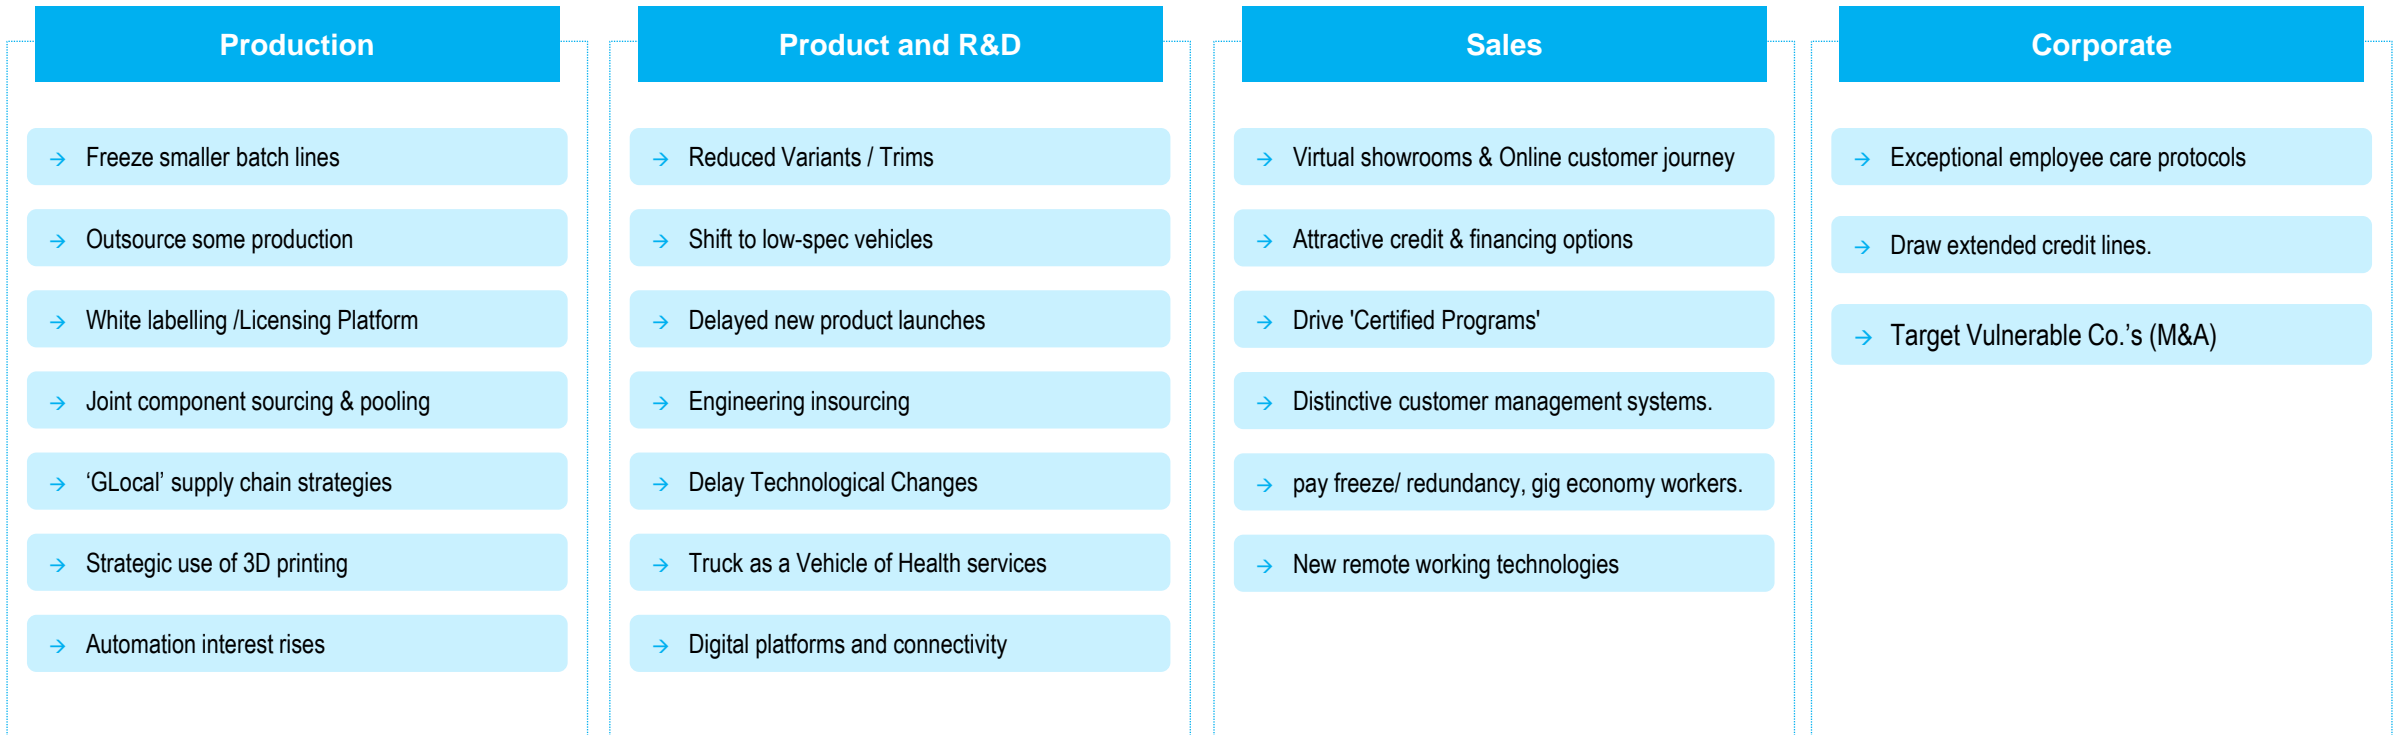 Production
→ Freeze smaller batch lines
→ Outsource some production
→ White labelling /Licensing Platform
→ Joint component sourcing & pooling
→ ‘GLocal’ supply chain strategies
→ Strategic use of 3D printing
→ Automation interest rises
Product and R&D
→ Reduced Variants / Trims
→ Shift to low-spec vehicles
→ Delayed new product launches
→ Engineering insourcing
→ Delay Technological Changes
→ Truck as a Vehicle of Health services
→ Digital platforms and connectivity
Sales
→ Virtual showrooms & Online customer journey
→ Attractive credit & financing options
→ Drive 'Certified Programs'
→ Distinctive customer management systems.
→ pay freeze/ redundancy, gig economy workers.
→ New remote working technologies
Corporate
→ Exceptional employee care protocols
→ Draw extended credit lines.
→ Target Vulnerable Co.’s (M&A)